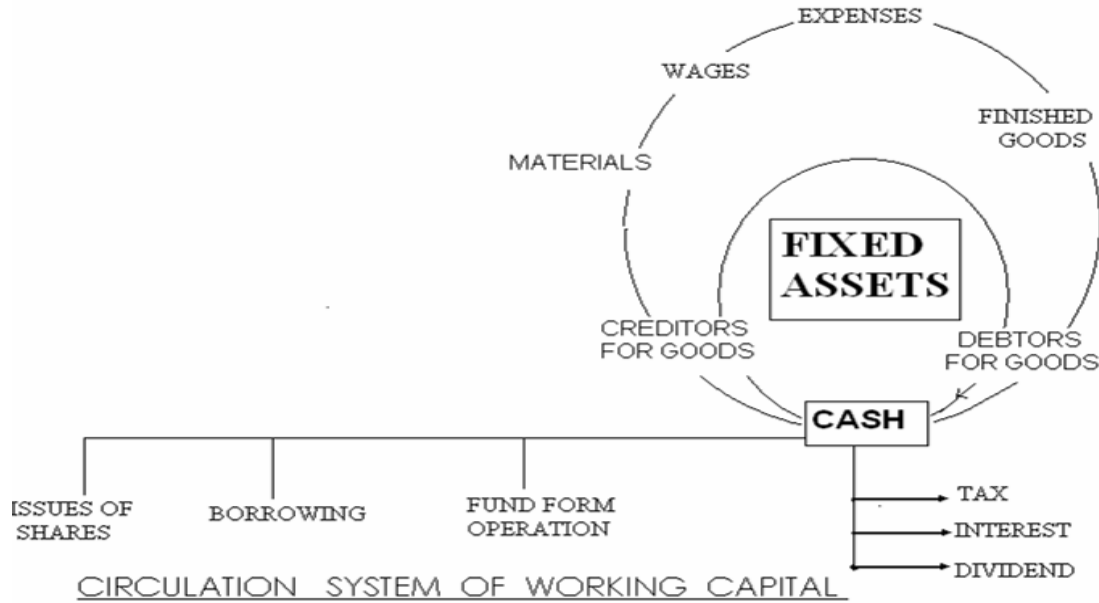 EXPENSES
WAGES
FINISHED
GOODS
MATERIALS
FIXED
ASSETS
CREDITORS
FOR GOODS
DEBTORS
FOR GOODS
CASH
ISSUES OF
SHARES
BORROWING
FUND FORM
OPERATION
TAX
INTEREST
DIVIDEND
CIRCULATION SYSTEM OF WORKING CAPITAL